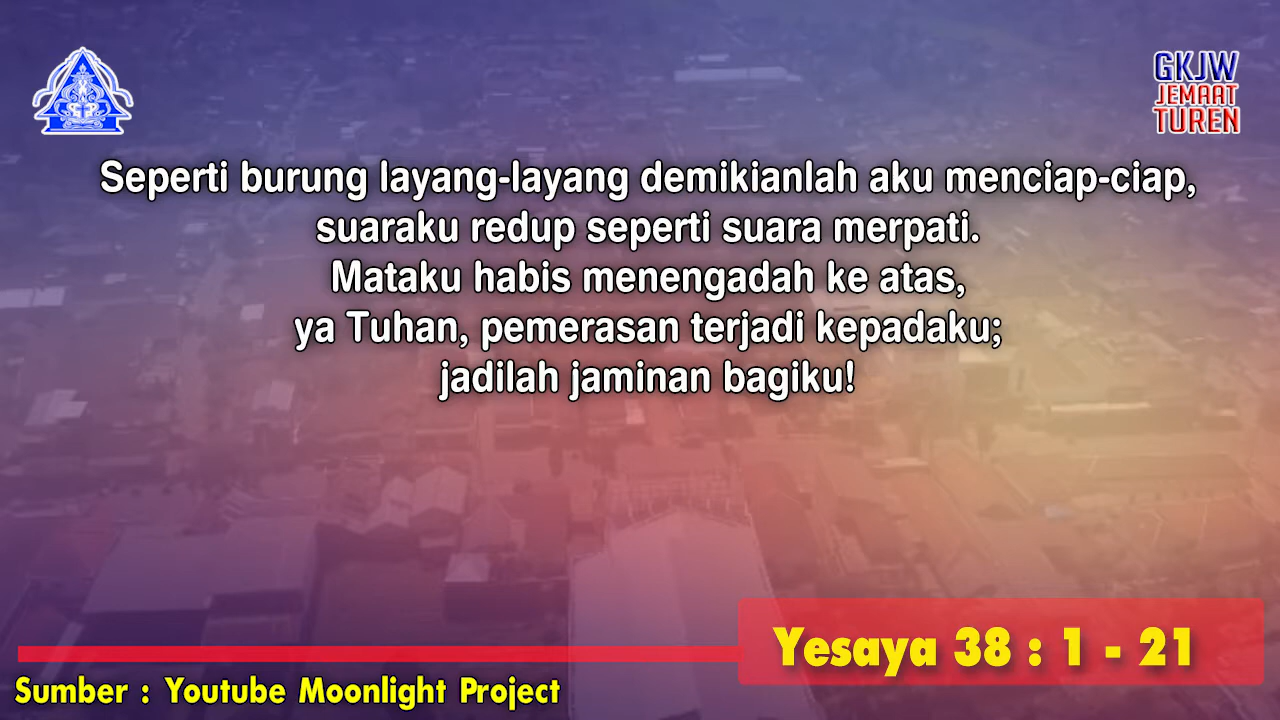 GKJW
JEMAAT
TUREN
Seperti burung layang-layang demikianlah aku menciap-ciap,
suaraku redup seperti suara merpati.
Mataku habis menengadah ke atas,
ya Tuhan, pemerasan terjadi kepadaku;
jadilah jaminan bagiku!
Yesaya 38 : 1 - 21
Sumber : Youtube Moonlight Project